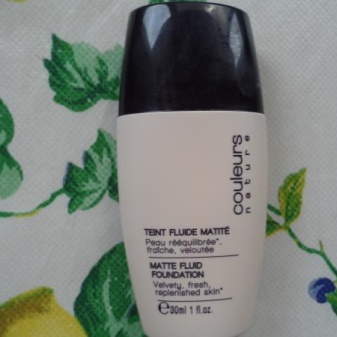 couleurs
nature
TEINT FLUIDE MATITÉ
Peau rééquilibrée*,
fraîche, veloutée
MATTE FLUID
FOUNDATION
Velvety, fresh,
replenished skin*
℮30ml 1 fl.oz.